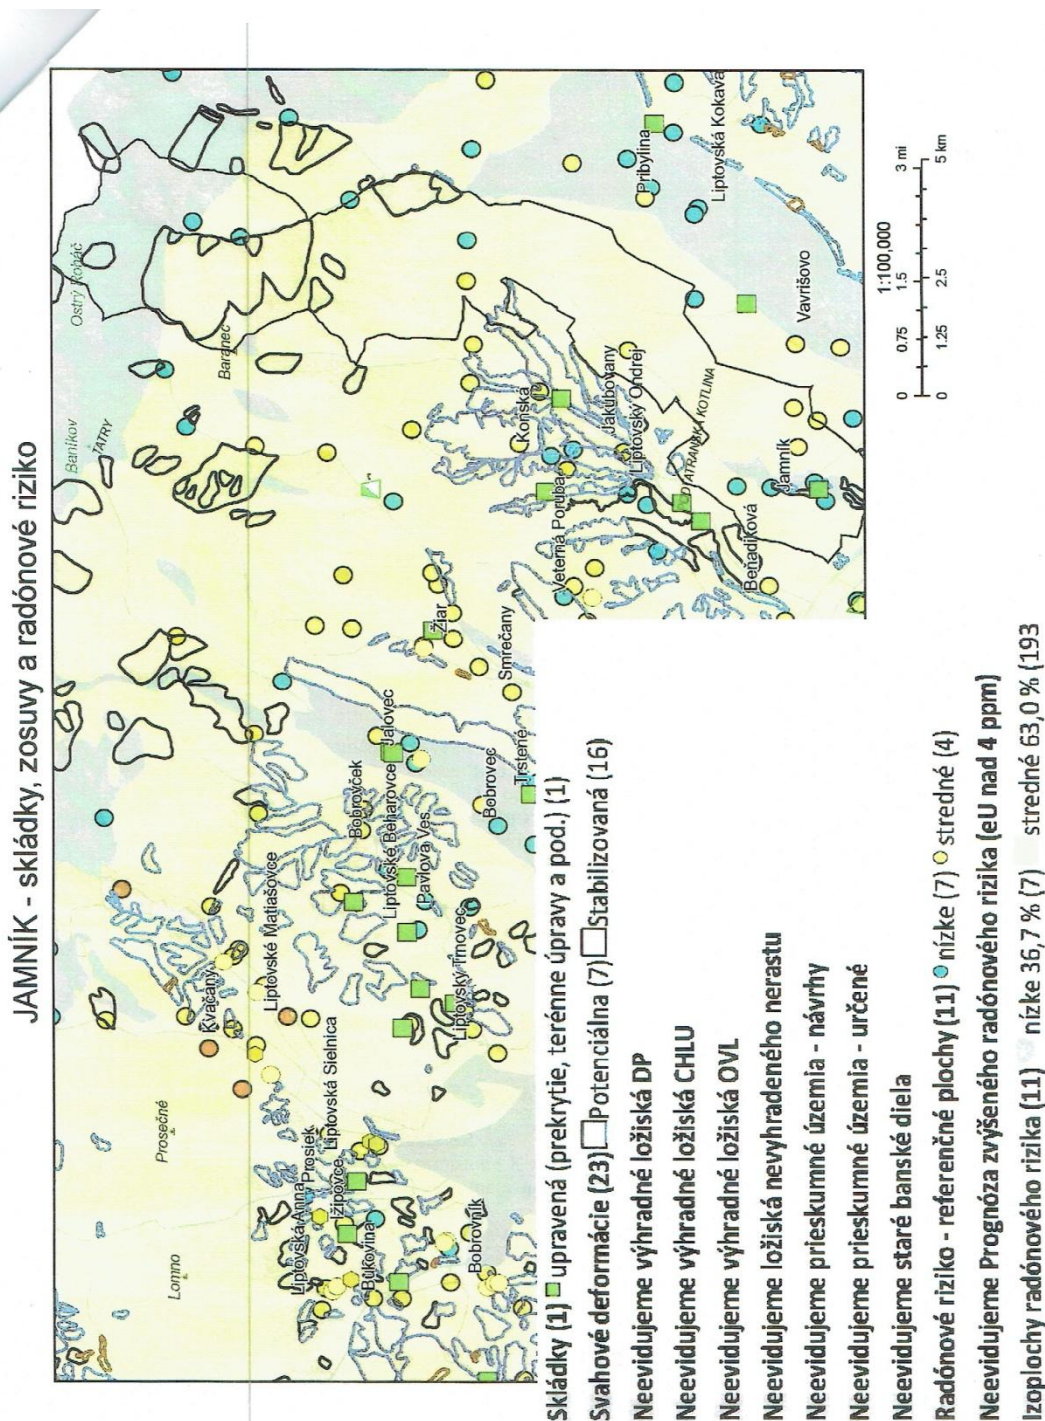 JAMNÍK - skládky, zosuvy a radónové riziko
Baníkov
TATRY
Ostrý Roháč
Baranec
Prosečné
Lomno
Kvačany
Liptovské Matiašovce
Liptovská Sielnica
Liptovská Anna
Prosiek
Ižipovce
Bukovina
Bobrovník
Liptovský Trnovec
Bobrovček
Liptovské Beharovce
Pavlova Ves
Jalovec
Bobrovec
Trstené
Žiar
Smrečany
Konská
Veterná Poruba
Jakubovany
Liptovský Ondrej
PODTATRANSKÁ KOTLINA
Beňadiková
Jamník
Vavrišovo
Pribylina
Liptovská Kokava
1:100,000
0 0.75 1.5 3 mi
0 1.25 2.5 5 km
Skládky (1) upravená (prekrytie, terénne úpravy a pod.) (1)
Svahové deformácie (23) Potenciálna (7) Stabilizovaná (16)
Neevidujeme výhradné ložiská DP
Neevidujeme výhradné ložiská CHLU
Neevidujeme výhradné ložiská OVL
Neevidujeme ložiská nevyhradeného nerastu
Neevidujeme prieskumné územia - návrhy
Neevidujeme prieskumné územia - určené
Neevidujeme staré banské diela
Radónové riziko - referenčné plochy (11) nízke (7) stredné (4)
Neevidujeme Prognóza zvýšeného radónového rizika (eU nad 4 ppm)
Izoplochy radónového rizika (11) nízke 36,7 % (7) stredné 63,0 % (193